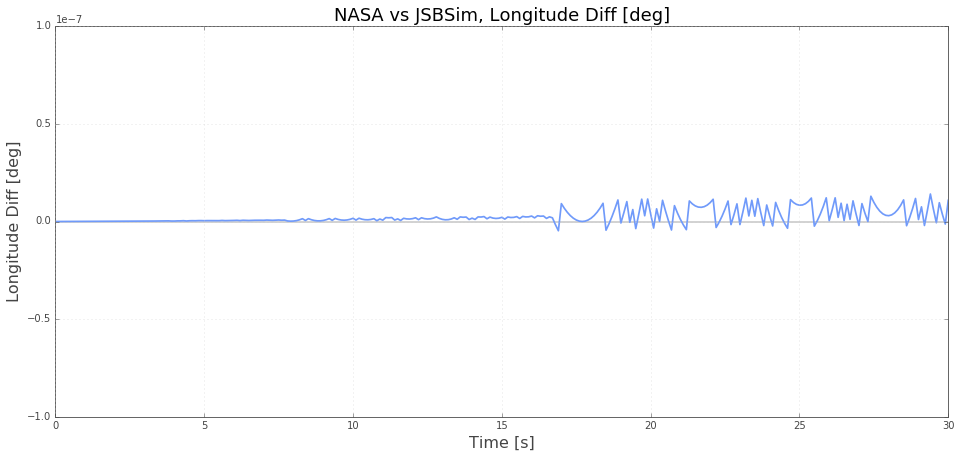 NASA vs JSBSim, Longitude Diff [deg]
1e−7
1.0
0.5
0.0
−0.5
−1.0
Longitude Diff [deg]
0 5 10 15 20 25 30
Time [s]